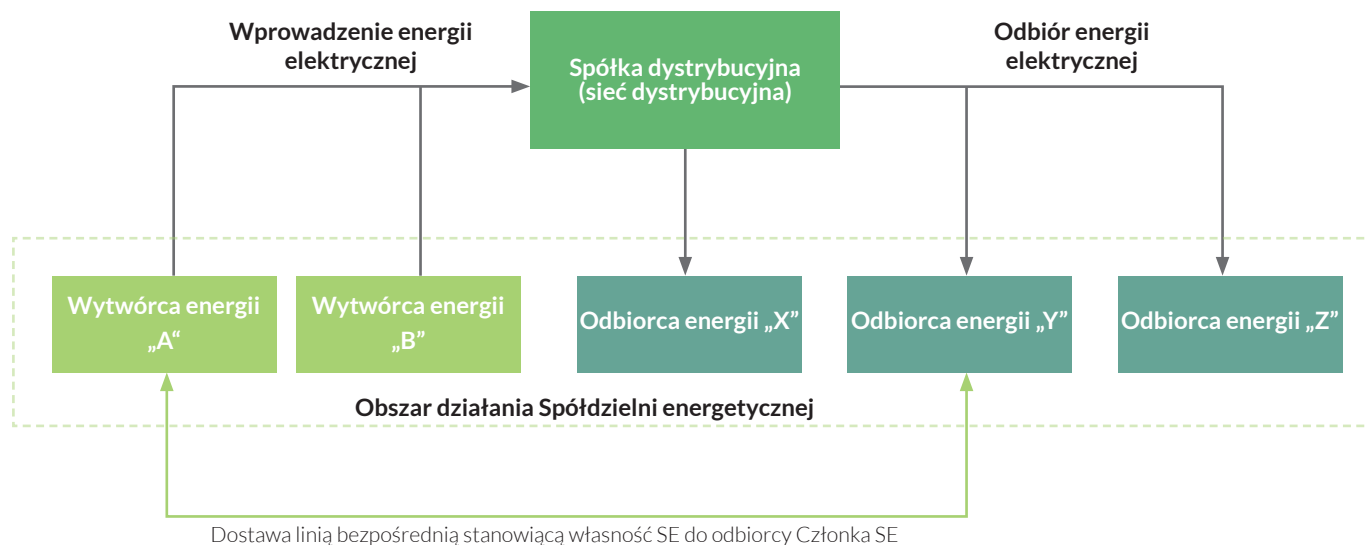 Wprowadzenie energii
elektrycznej
Spółka dystrybucyjna
(sieć dystrybucyjna)
Odbiór energii
elektrycznej
Wytwórca energii
„A“
Wytwórca energii
„B”
Odbiorca energii „X”
Odbiorca energii „Y”
Odbiorca energii „Z”
Obszar działania Spółdzielni energetycznej
Dostawa linią bezpośrednią stanowiącą własność SE do odbiorcy Członka SE